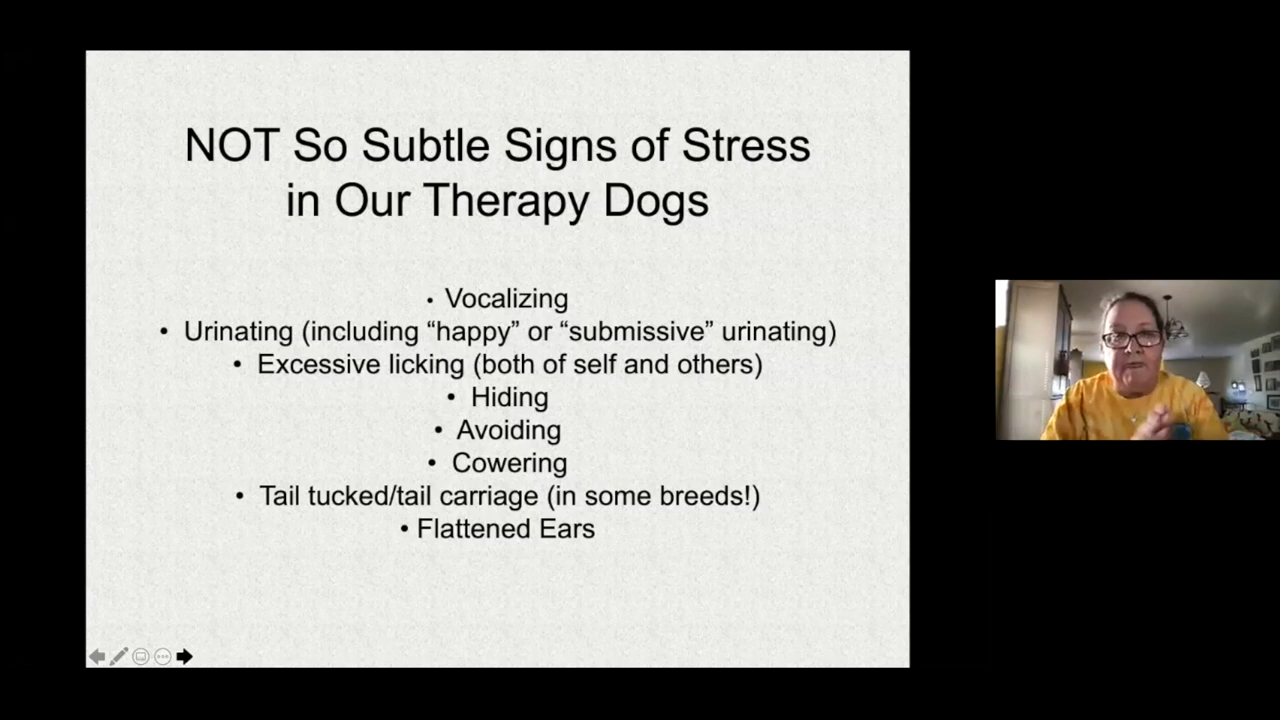 NOT So Subtle Signs of Stress
in Our Therapy Dogs
• Vocalizing
• Urinating (including “happy” or “submissive” urinating)
• Excessive licking (both of self and others)
• Hiding
• Avoiding
• Cowering
• Tail tucked/tail carriage (in some breeds!)
• Flattened Ears